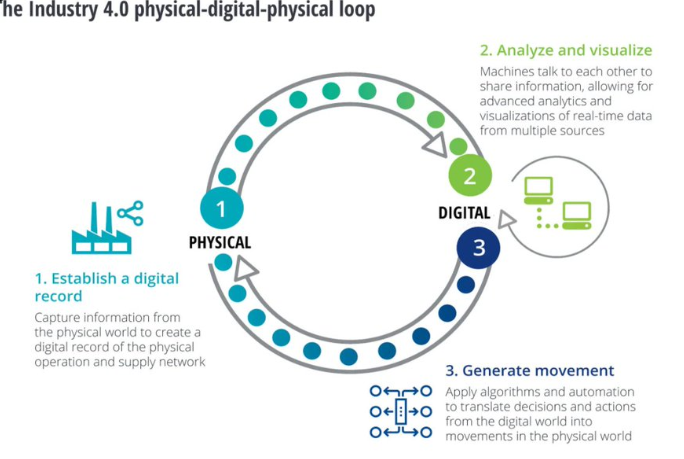 The Industry 4.0 physical-digital-physical loop
2. Analyze and visualize
Machines talk to each other to
share information, allowing for
advanced analytics and
visualizations of real-time data
from multiple sources
2
1
DIGITAL
PHYSICAL
3
1. Establish a digital
record
Capture information from
the physical world to create a
digital record of the physical
operation and supply network
3. Generate movement
Apply algorithms and automation
to translate decisions and actions
from the digital world into
movements in the physical world